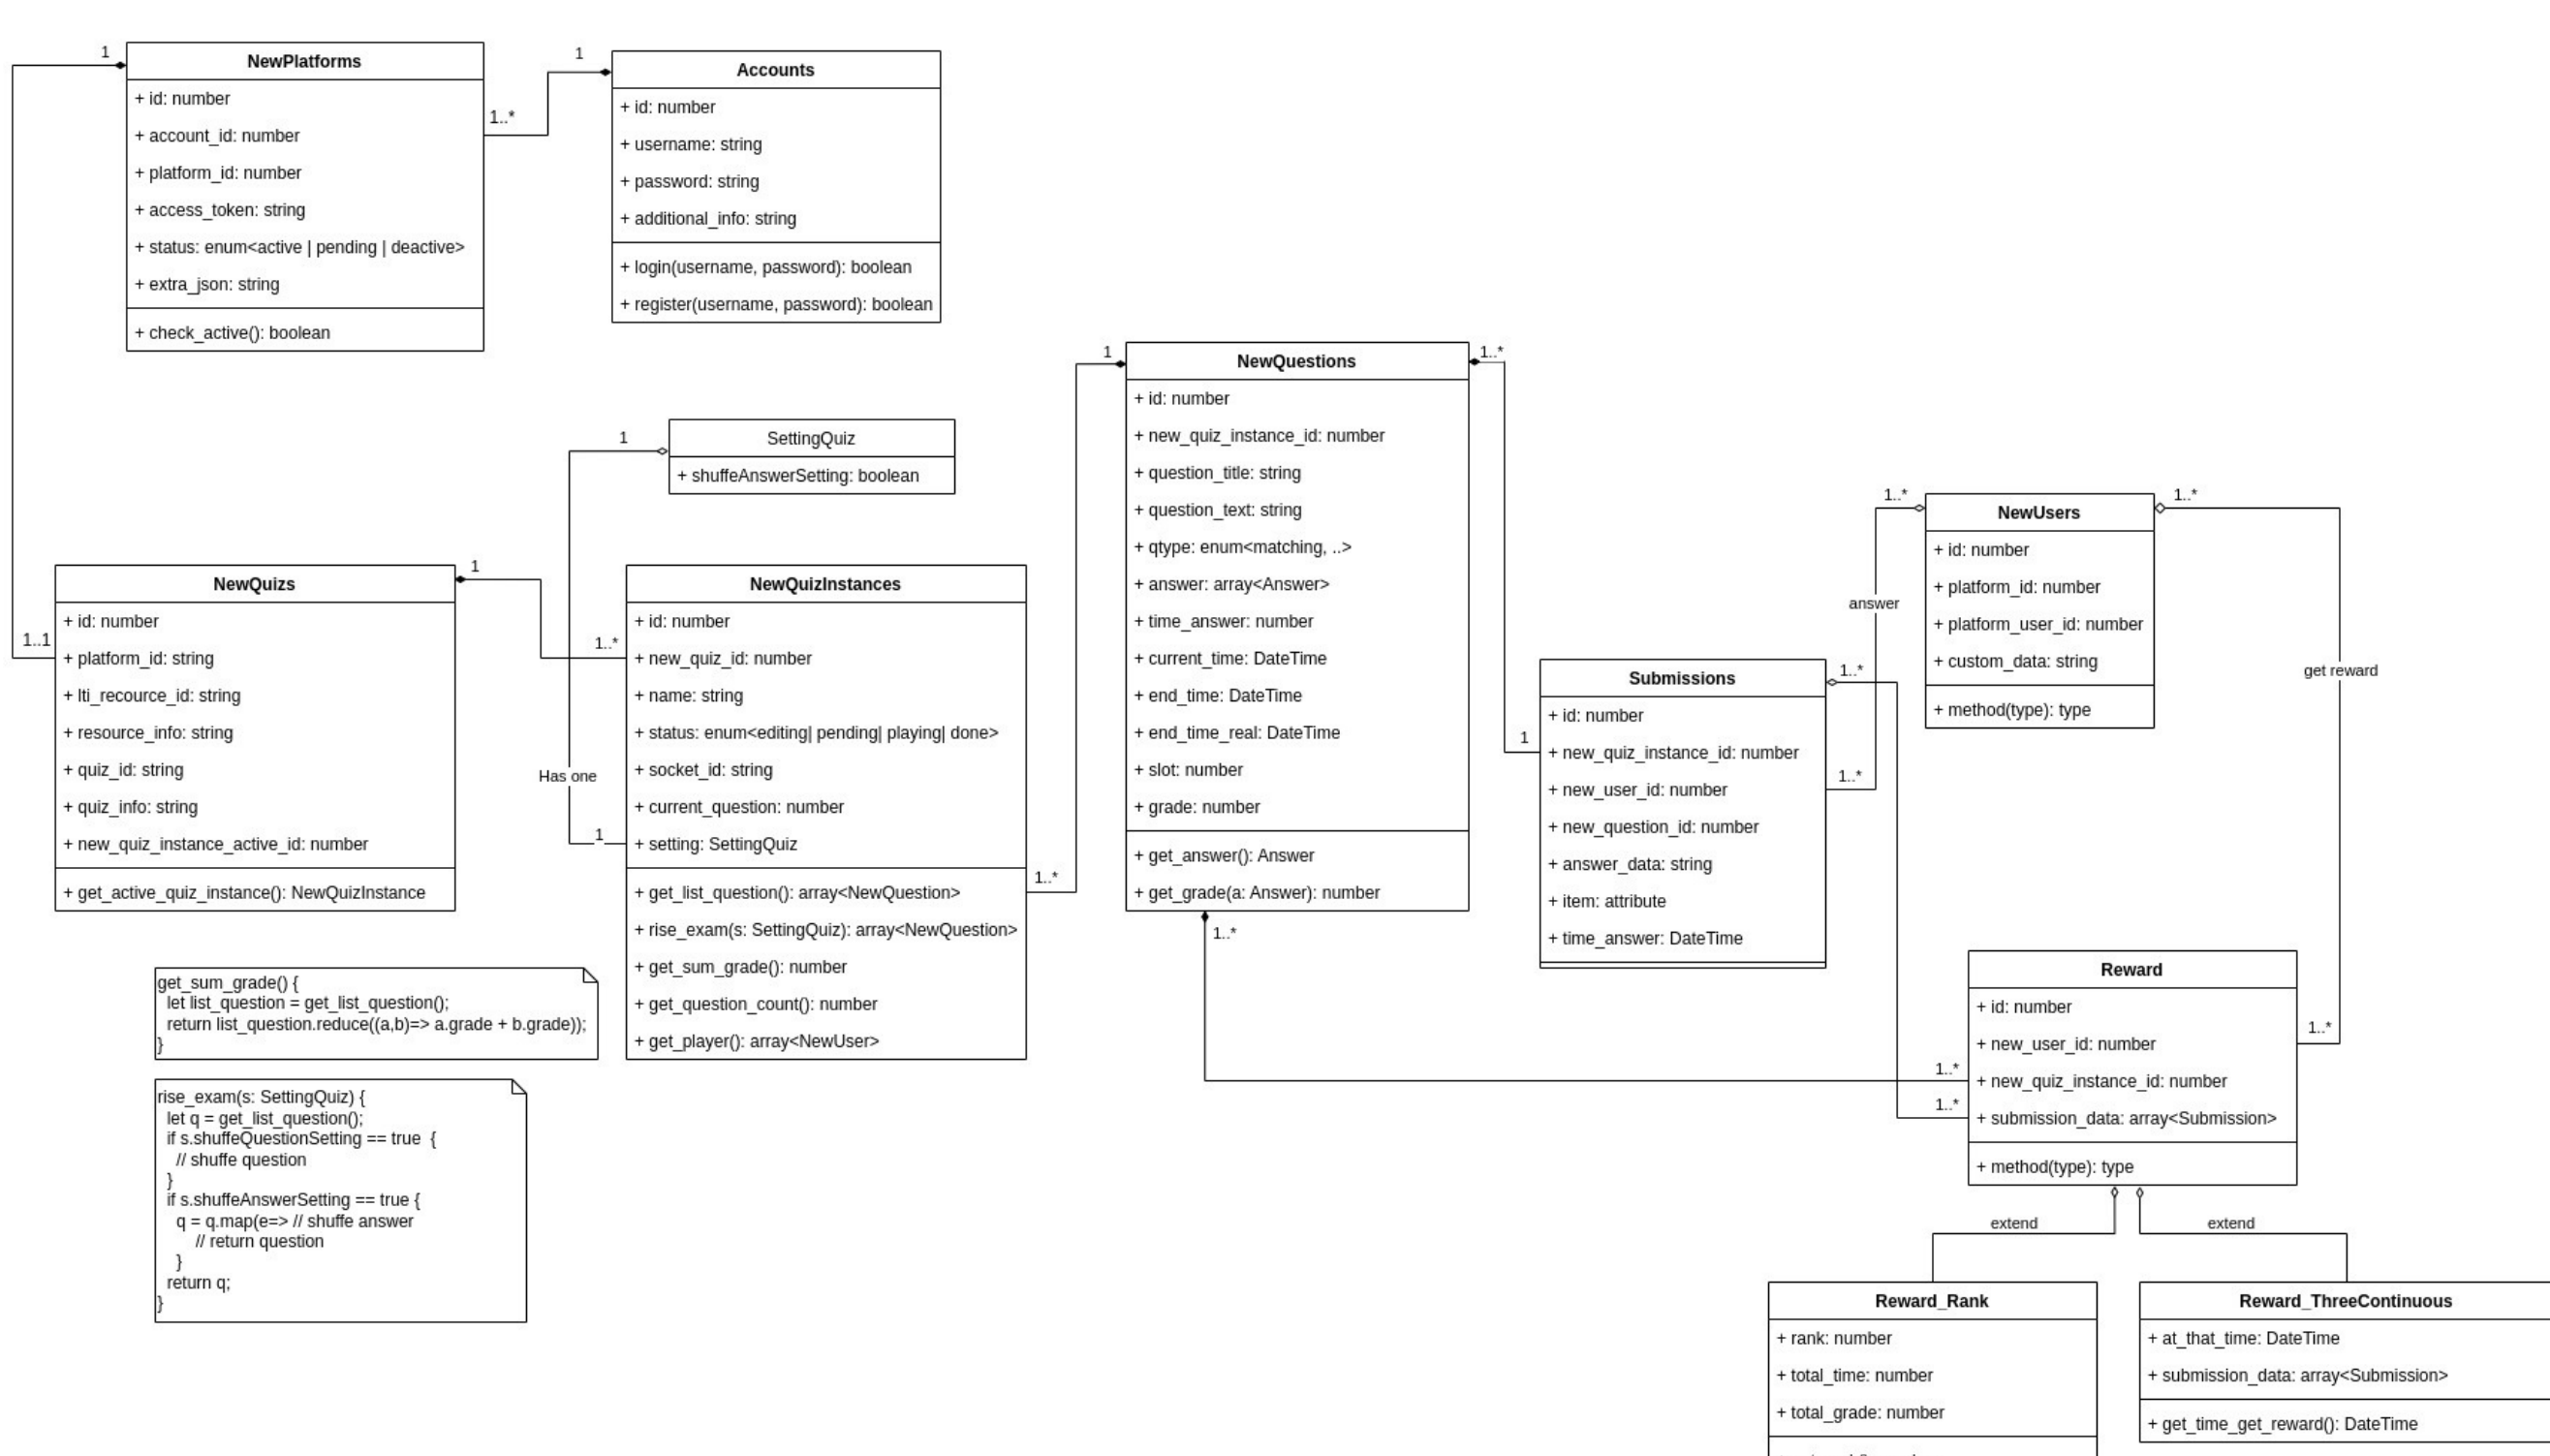 1
NewPlatforms
+ id: number
+ account_id: number
+ platform_id: number
+ access_token: string
+ status: enum<active | pending | deactive>
+ extra_json: string
+ check_active(): boolean
1..*
1
Accounts
+ id: number
+ username: string
+ password: string
+ additional_info: string
+ login(username, password): boolean
+ register(username, password): boolean
1
SettingQuiz
+ shuffeAnswerSetting: boolean
1..1
NewQuizs
+ id: number
+ platform_id: string
+ lti_recource_id: string
+ resource_info: string
+ quiz_id: string
+ quiz_info: string
+ new_quiz_instance_active_id: number
+ get_active_quiz_instance(): NewQuizInstance
1
1..*
Has one
1
NewQuizInstances
+ id: number
+ new_quiz_id: number
+ name: string
+ status: enum<editing| pending| playing| done>
+ socket_id: string
+ current_question: number
+ setting: SettingQuiz
+ get_list_question(): array<NewQuestion>
+ rise_exam(s: SettingQuiz): array<NewQuestion>
+ get_sum_grade(): number
+ get_question_count(): number
+ get_player(): array<NewUser>
1..*
get_sum_grade() {
let list_question = get_list_question();
return list_question.reduce((a,b)=> a.grade + b.grade));
}
rise_exam(s: SettingQuiz) {
let q = get_list_question();
if s.shuffeQuestionSetting == true {
// shuffe question
}
if s.shuffeAnswerSetting == true {
q = q.map(e=> // shuffe answer
// return question
}
return q;
}
1
NewQuestions
+ id: number
+ new_quiz_instance_id: number
+ question_title: string
+ question_text: string
+ qtype: enum<matching, ..>
+ answer: array<Answer>
+ time_answer: number
+ current_time: DateTime
+ end_time: DateTime
+ end_time_real: DateTime
+ slot: number
+ grade: number
+ get_answer(): Answer
+ get_grade(a: Answer): number
1..*
1..*
1
Submissions
+ id: number
+ new_quiz_instance_id: number
+ new_user_id: number
+ new_question_id: number
+ answer_data: string
+ item: attribute
+ time_answer: DateTime
1..*
1..*
answer
1..*
NewUsers
+ id: number
+ platform_id: number
+ platform_user_id: number
+ custom_data: string
+ method(type): type
1..*
get reward
1..*
Reward
+ id: number
+ new_user_id: number
+ new_quiz_instance_id: number
+ submission_data: array<Submission>
+ method(type): type
1..*
1..*
extend
extend
Reward_Rank
+ rank: number
+ total_time: number
+ total_grade: number
Reward_ThreeContinuous
+ at_that_time: DateTime
+ submission_data: array<Submission>
+ get_time_get_reward(): DateTime